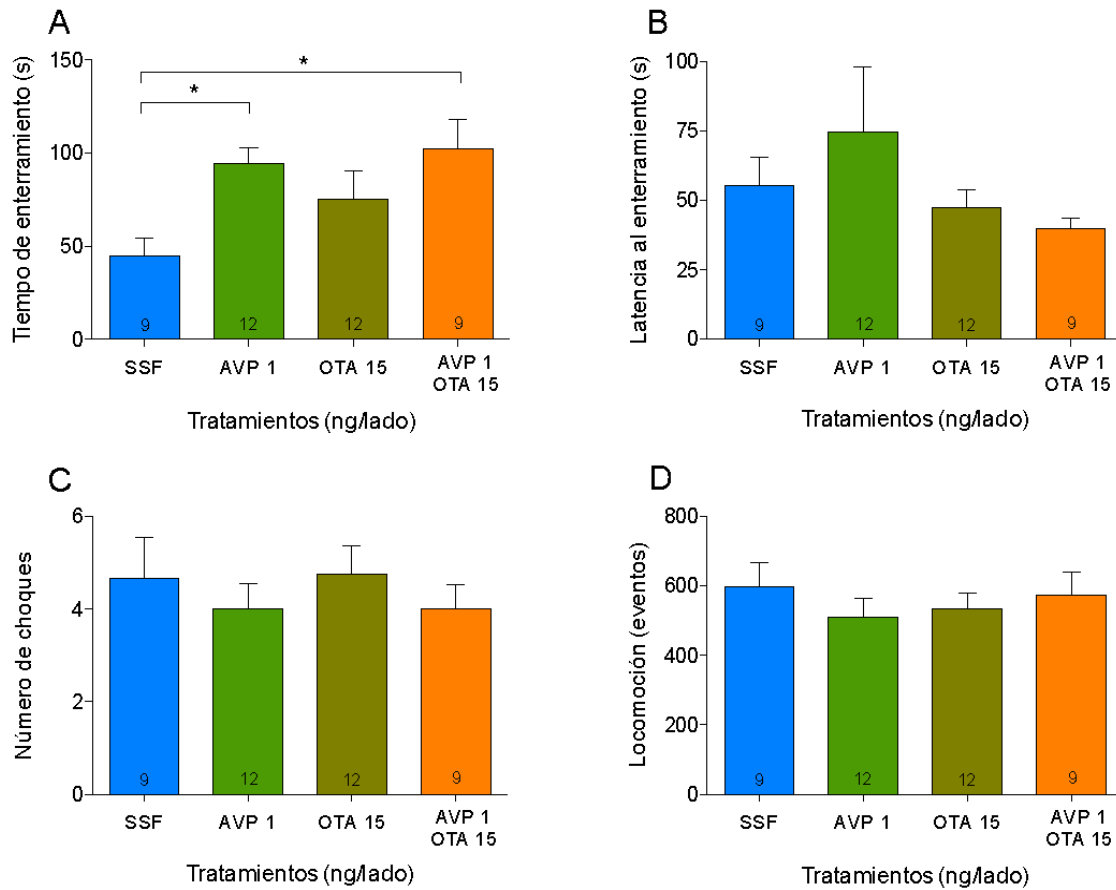 A
Tiempo de enterramiento (s)
150
100
50
0
*
*
9
12
12
9
SSF
AVP 1
OTA 15
AVP 1
OTA 15
Tratamientos (ng/lado)
B
Latencia al enterramiento (s)
100
75
50
25
0
9
12
12
9
SSF
AVP 1
OTA 15
AVP 1
OTA 15
Tratamientos (ng/lado)
C
Número de choques
6
4
2
0
9
12
12
9
SSF
AVP 1
OTA 15
AVP 1
OTA 15
Tratamientos (ng/lado)
D
Locomoción (eventos)
800
600
400
200
0
9
12
12
9
SSF
AVP 1
OTA 15
AVP 1
OTA 15
Tratamientos (ng/lado)